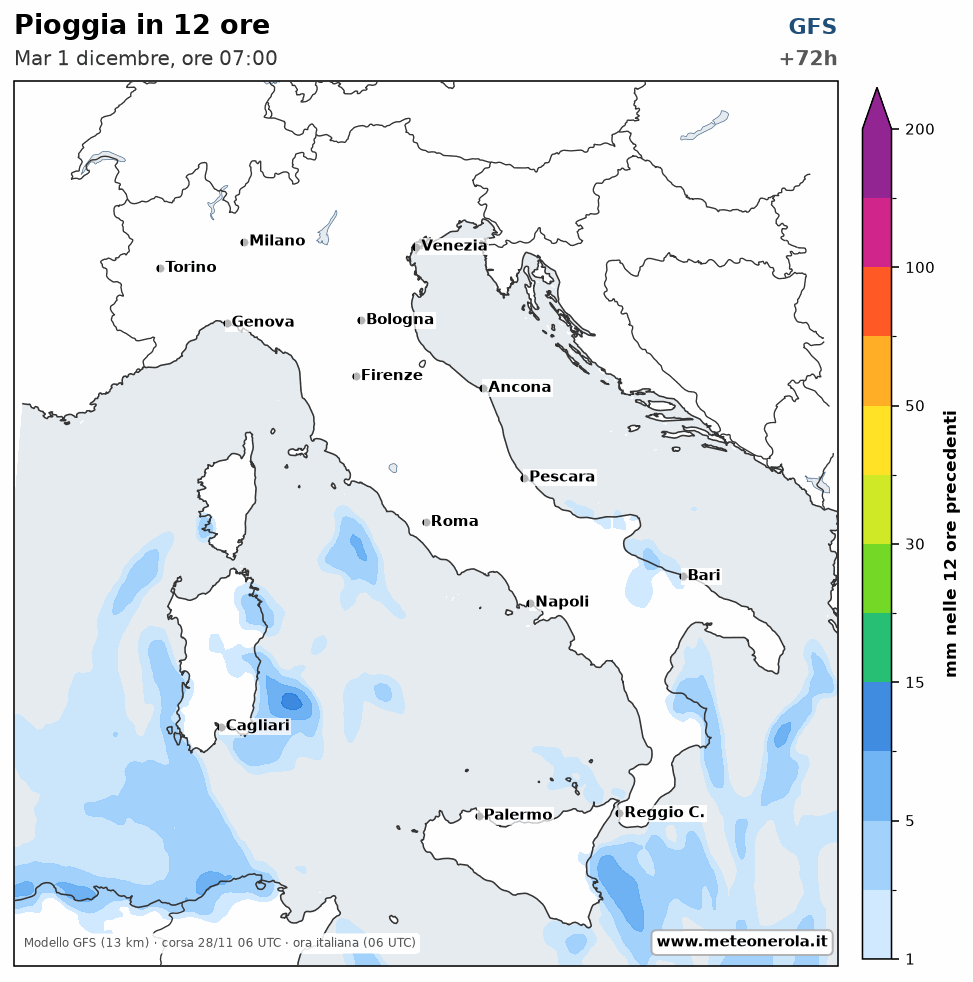 Pioggia in 12 ore
GFS
Mar 1 dicembre, ore 07:00
+72h
200
100
50
30
15
5
1
mm nelle 12 ore precedenti
Milano
Venezia
Torino
Genova
Bologna
Firenze
Ancona
Pescara
Roma
Bari
Napoli
Cagliari
Palermo
Reggio C.
Modello GFS (13 km) · corsa 28/11 06 UTC · ora italiana (06 UTC)
www.meteonerola.it